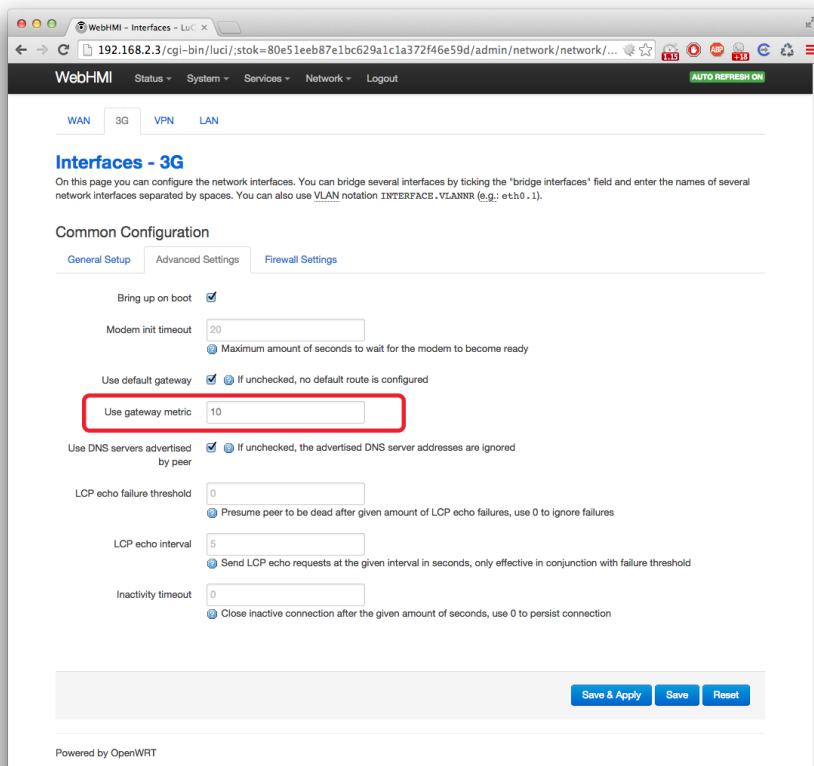 WebHMI - Interfaces - LuC
192.168.2.3/cgi-bin/luci/;stok=80e51eeb87e1bc629a1c1a372f46e59d/admin/network/network/...
1.15
ABP
+18
WebHMI Status System Services Network Logout AUTO REFRESH ON
WAN 3G VPN LAN
Interfaces - 3G
On this page you can configure the network interfaces. You can bridge several interfaces by ticking the "bridge interfaces" field and enter the names of several
network interfaces separated by spaces. You can also use VLAN notation INTERFACE.VLANNR (e.g.: eth0.1).
Common Configuration
General Setup Advanced Settings Firewall Settings
Bring up on boot
Modem init timeout 20
Maximum amount of seconds to wait for the modem to become ready
Use default gateway If unchecked, no default route is configured
Use gateway metric 10
Use DNS servers advertised If unchecked, the advertised DNS server addresses are ignored
by peer
LCP echo failure threshold 0
Presume peer to be dead after given amount of LCP echo failures, use 0 to ignore failures
LCP echo interval 5
Send LCP echo requests at the given interval in seconds, only effective in conjunction with failure threshold
Inactivity timeout 0
Close inactive connection after the given amount of seconds, use 0 to persist connection
Save & Apply Save Reset
Powered by OpenWRT